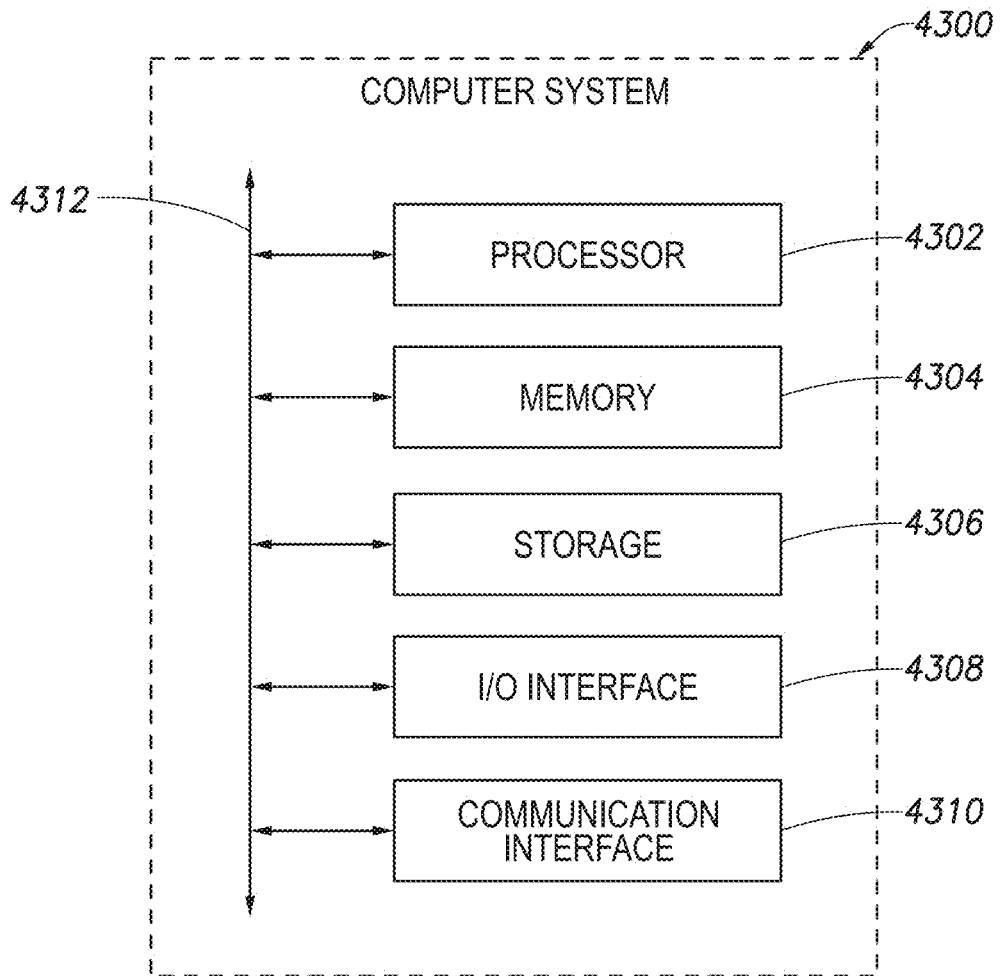 4300
COMPUTER SYSTEM
4312
PROCESSOR
4302
MEMORY
4304
STORAGE
4306
I/O INTERFACE
4308
COMMUNICATION
INTERFACE
4310